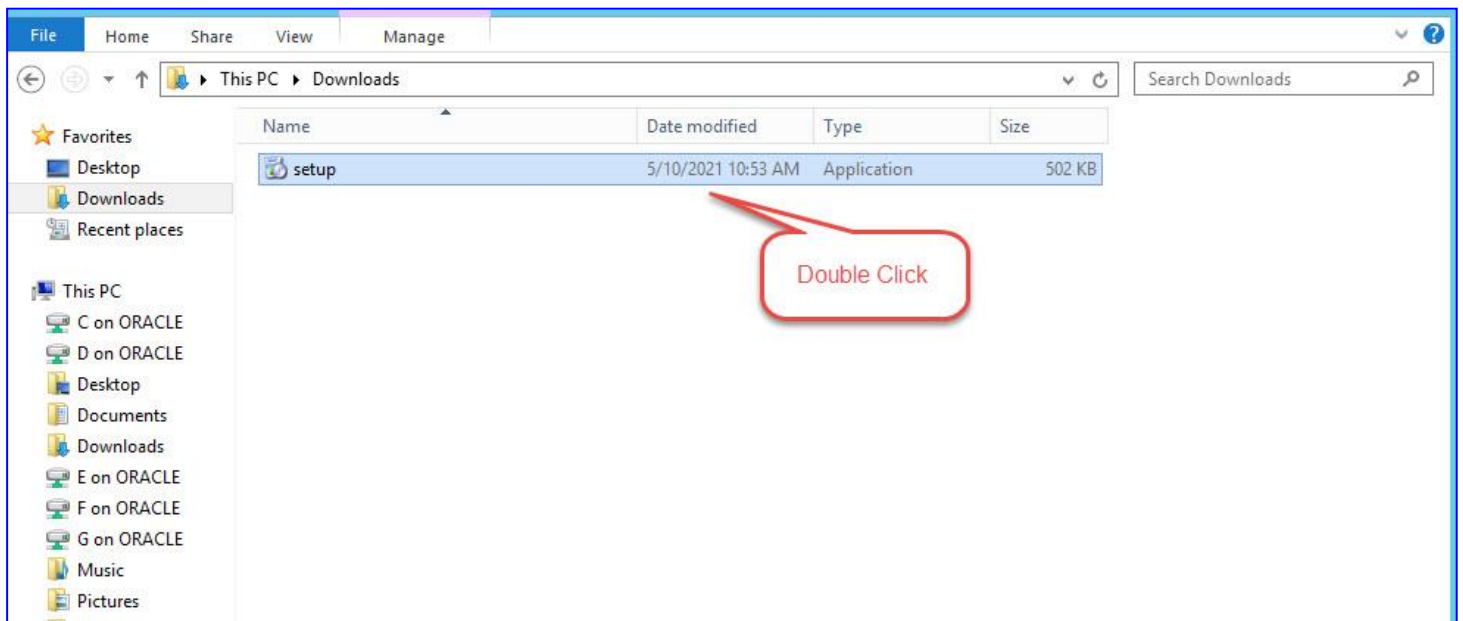 File Home Share View Manage
This PC Downloads
Search Downloads
Name Date modified Type Size
setup 5/10/2021 10:53 AM Application 502 KB
Double Click
Favorites
Desktop
Downloads
Recent places
This PC
C on ORACLE
D on ORACLE
Desktop
Documents
Downloads
E on ORACLE
F on ORACLE
G on ORACLE
Music
Pictures